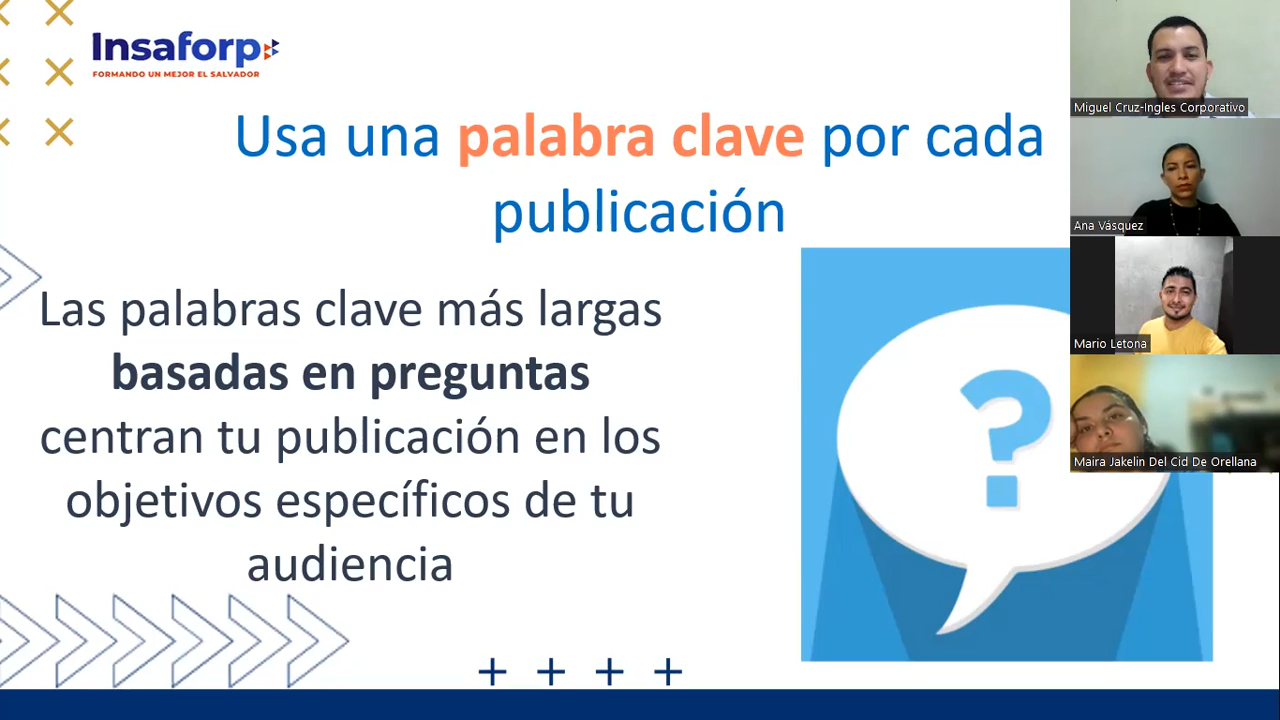 Insaforp
FORMANDO UN MEJOR EL SALVADOR
Usa una palabra clave por cada
publicación
Las palabras clave más largas
basadas en preguntas
centran tu publicación en los
objetivos específicos de tu
audiencia
?
Miguel Cruz-Ingles Corporativo
Ana Vásquez
Mario Letona
Maira Jakelin Del Cid De Orellana